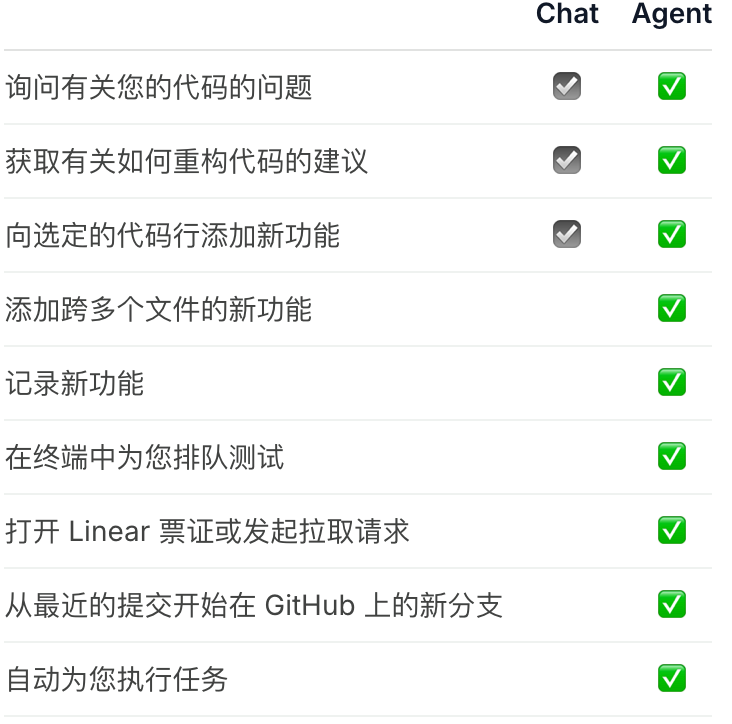 Chat Agent
询问有关您的代码的问题 ☑ ✅
获取有关如何重构代码的建议 ☑ ✅
向选定的代码行添加新功能 ☑ ✅
添加跨多个文件的新功能 ✅
记录新功能 ✅
在终端中为您排队测试 ✅
打开 Linear 票证或发起拉取请求 ✅
从最近的提交开始在 GitHub 上的新分支 ✅
自动为您执行任务 ✅